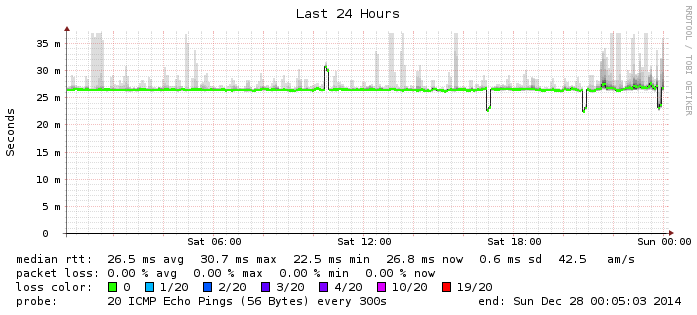 Last 24 Hours
RRDTOOL / TOBI OETIKER
Seconds
35 m
30 m
25 m
20 m
15 m
10 m
5 m
0
Sat 06:00 Sat 12:00 Sat 18:00 Sun 00:00
median rtt: 26.5 ms avg 30.7 ms max 22.5 ms min 26.8 ms now 0.6 ms sd 42.5 am/s
packet loss: 0.00 % avg 0.00 % max 0.00 % min 0.00 % now
loss color: 0 1/20 2/20 3/20 4/20 10/20 19/20
probe: 20 ICMP Echo Pings (56 Bytes) every 300s end: Sun Dec 28 00:05:03 2014